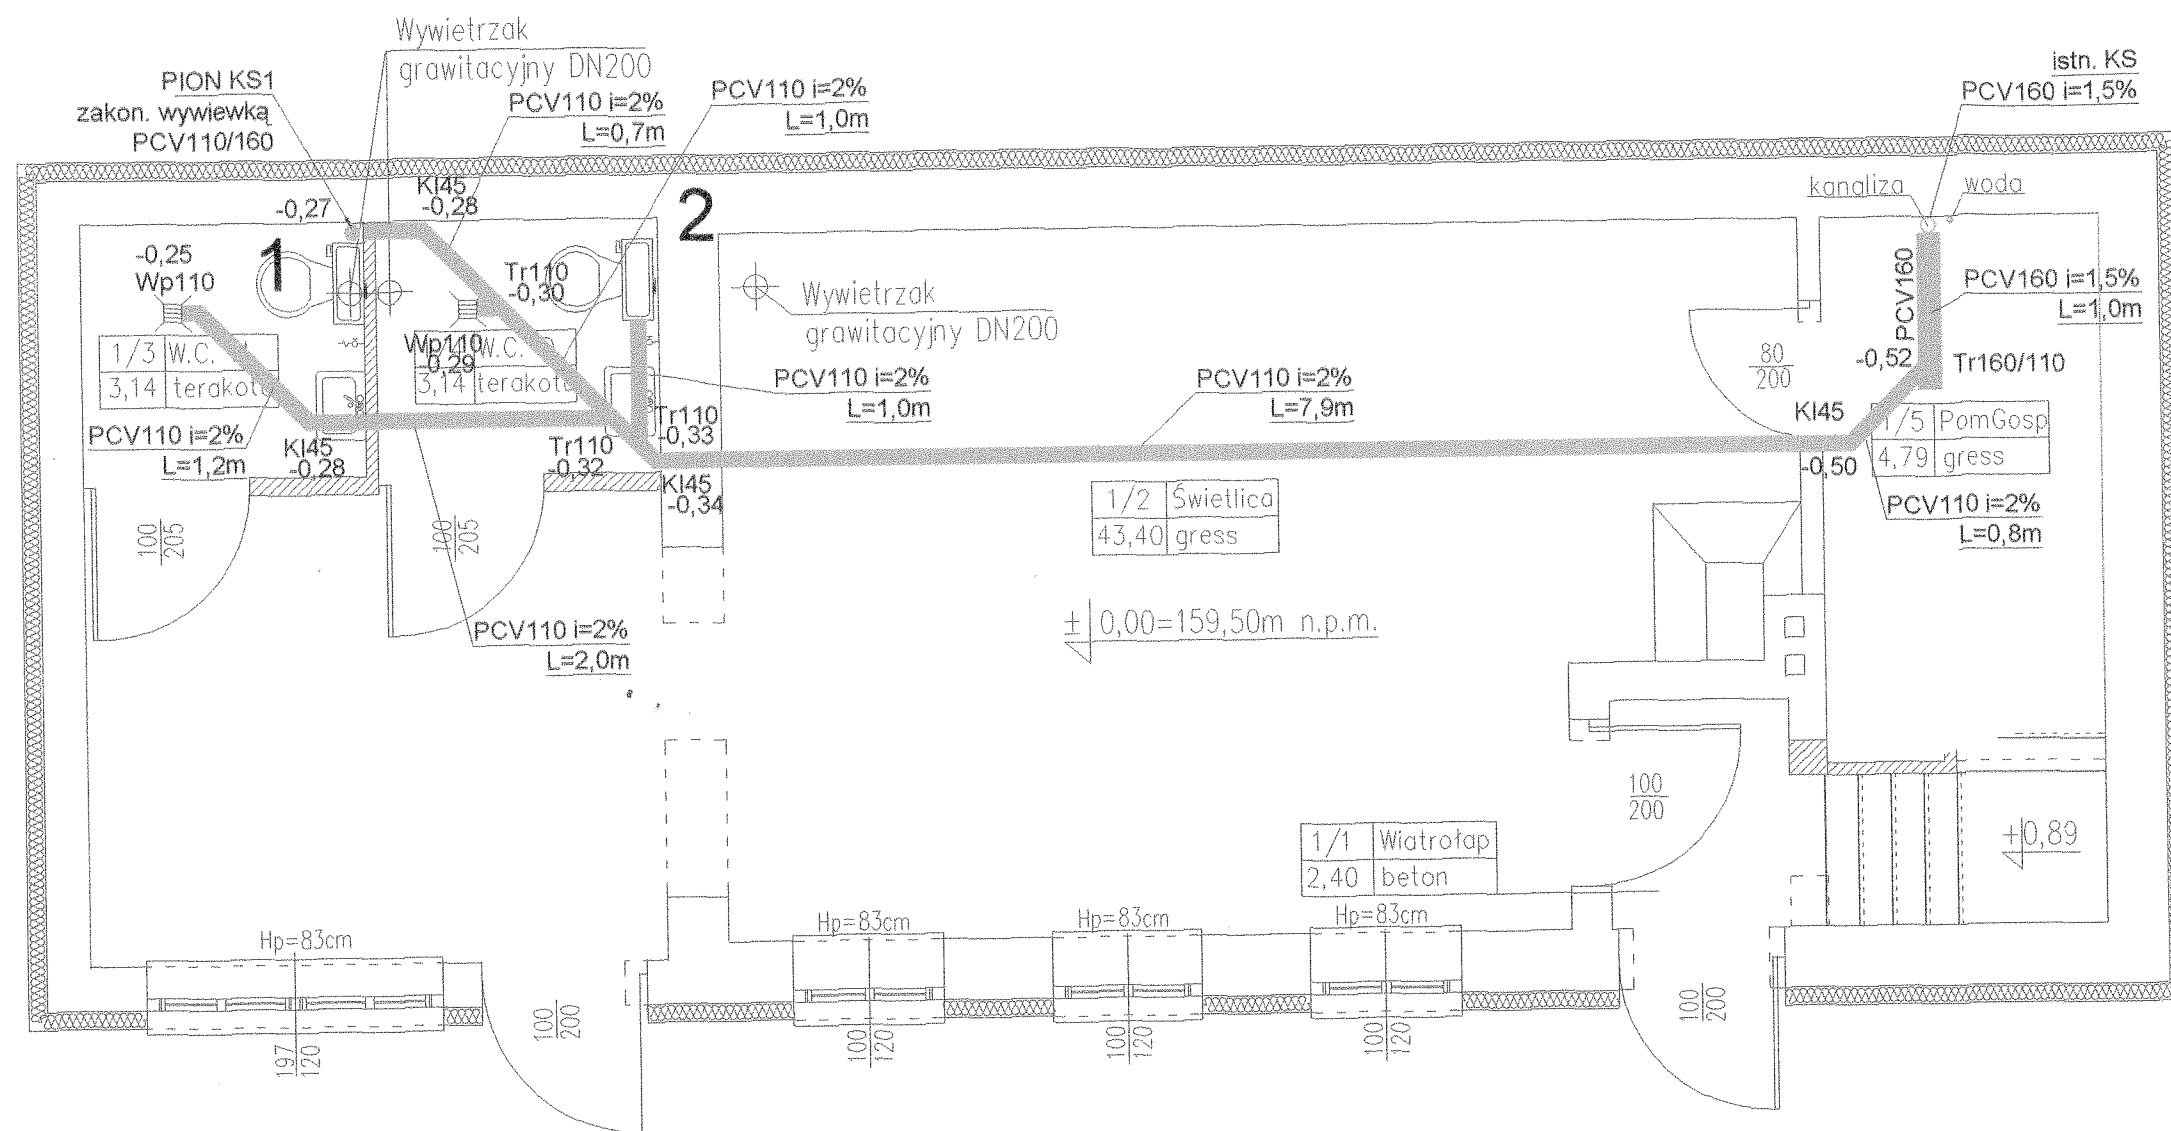 Wywietrzak
grawitacyjny DN200
PION KS1
zakon. wywiewką
PCV110/160
PCV110 i=2%
L=0,7m
PCV110 i=2%
L=1,0m
istn. KS
PCV160 i=1,5%
kanaliza
woda
Kl45
-0,28
-0,27
1
2
-0,25
Wp110
Tr110
-0,30
Wywietrzak
grawitacyjny DN200
PCV160
PCV160 i=1,5%
L=1,0m
1/3 W.C.
3,14 terakota
Wp110
-0,29
W.C.
3,14 terakota
PCV110 i=2%
L=1,0m
PCV110 i=2%
L=7,9m
80
200
-0,52
Tr160/110
PCV110 i=2%
L=1,2m
Kl45
-0,28
Tr110
-0,32
Tr110
-0,33
Kl45
-0,34
Kl45
-0,50
1/5 PomGosp
4,79 gress
PCV110 i=2%
L=0,8m
1/2 Świetlica
43,40 gress
100
205
100
205
PCV110 i=2%
L=2,0m
± 0,00=159,50m n.p.m.
100
200
1/1 Wiatrołap
2,40 beton
+0,89
Hp=83cm
Hp=83cm
Hp=83cm
Hp=83cm
197
120
100
200
100
120
100
120
100
120
100
200